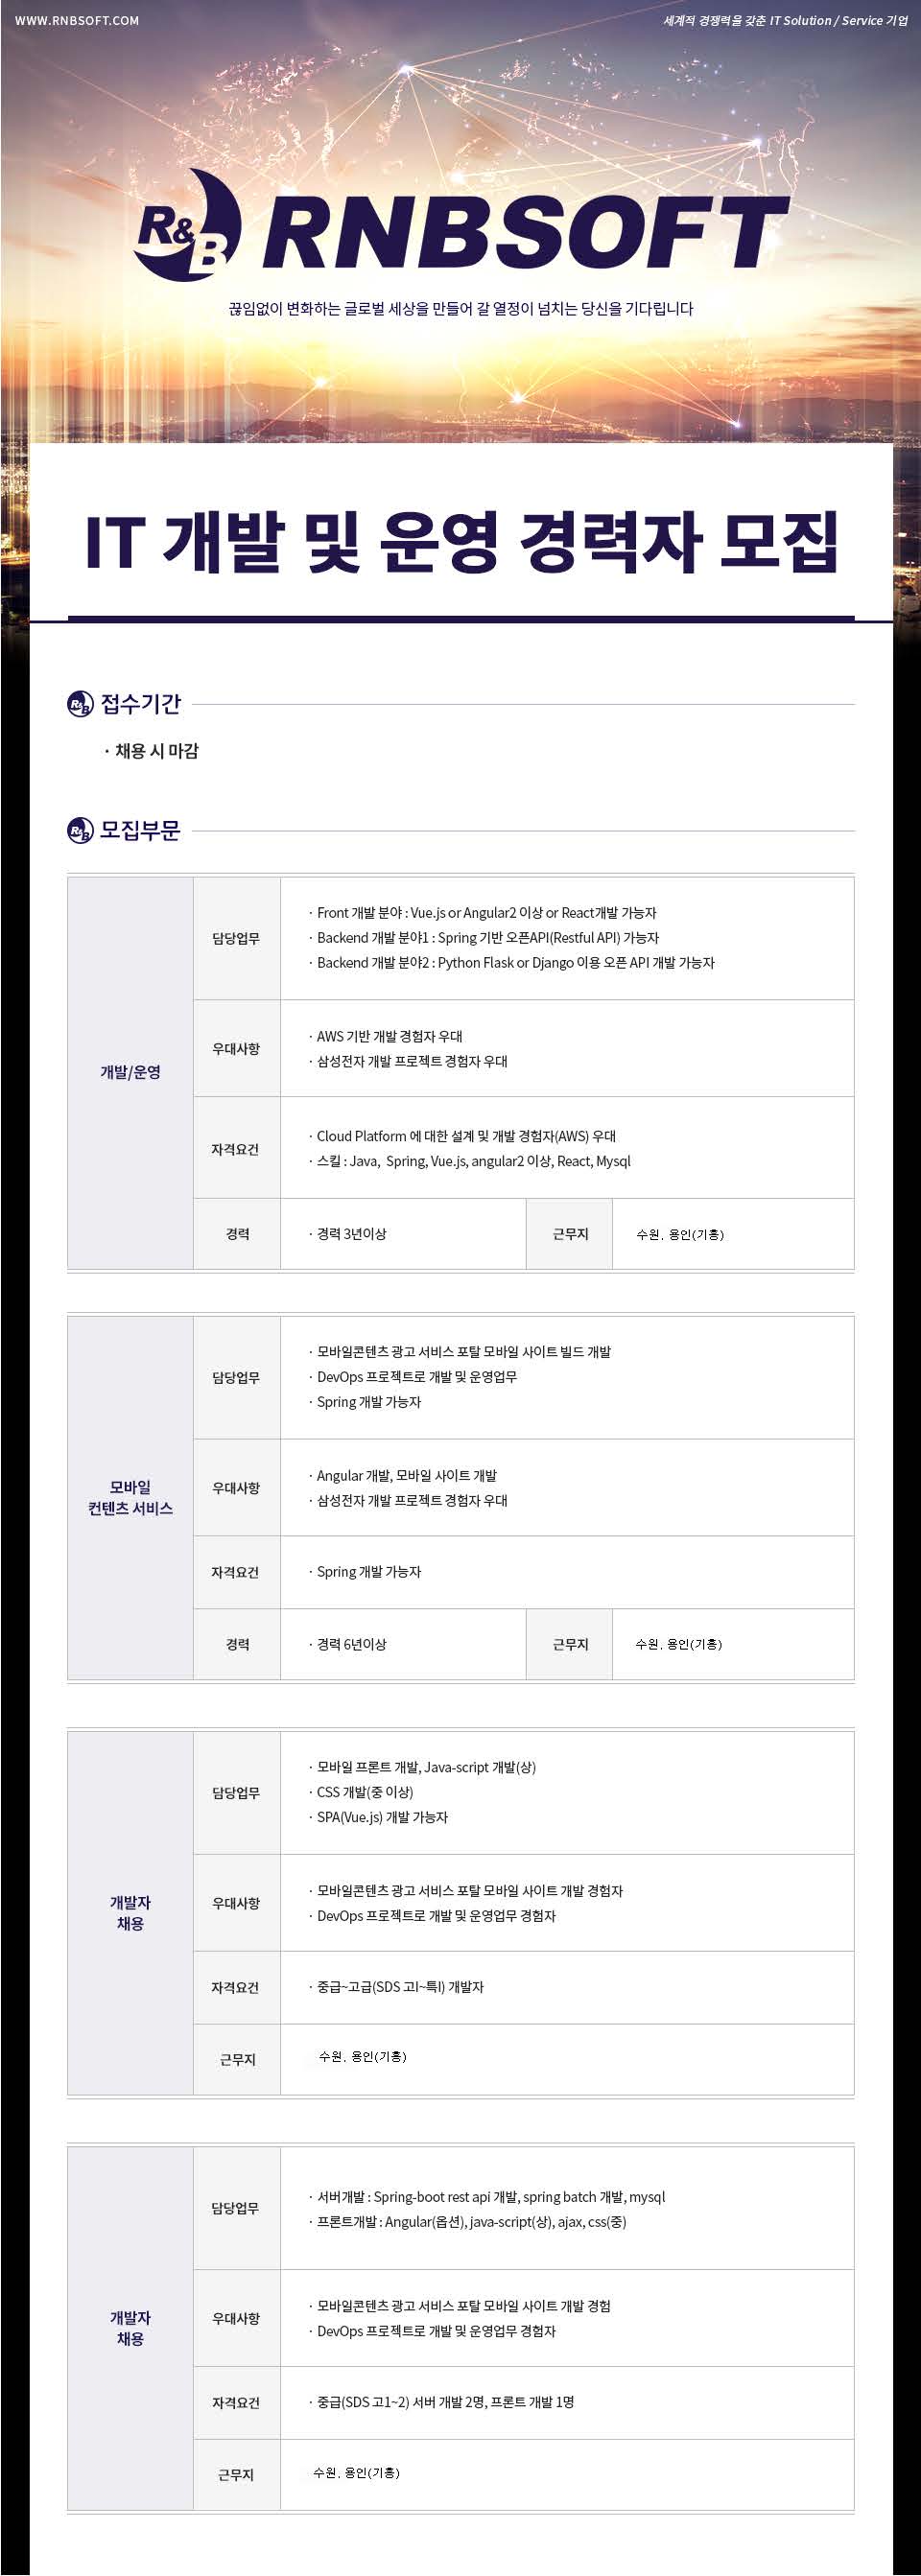 WWW.RNBSOFT.COM
세계적 경쟁력을 갖춘 IT Solution / Service 기업
R&B RNBSOFT
끊임없이 변화하는 글로벌 세상을 만들어 갈 열정이 넘치는 당신을 기다립니다
IT 개발 및 운영 경력자 모집
R&B 접수기간
· 채용 시 마감
R&B 모집부문
개발/운영
담당업무
· Front 개발 분야 : Vue.js or Angular2 이상 or React개발 가능자
· Backend 개발 분야1 : Spring 기반 오픈API(Restful API) 가능자
· Backend 개발 분야2 : Python Flask or Django 이용 오픈 API 개발 가능자
우대사항
· AWS 기반 개발 경험자 우대
· 삼성전자 개발 프로젝트 경험자 우대
자격요건
· Cloud Platform 에 대한 설계 및 개발 경험자(AWS) 우대
· 스킬 : Java, Spring, Vue.js, angular2 이상, React, Mysql
경력
· 경력 3년이상
근무지
수원, 용인(기흥)
모바일
컨텐츠 서비스
담당업무
· 모바일콘텐츠 광고 서비스 포탈 모바일 사이트 빌드 개발
· DevOps 프로젝트로 개발 및 운영업무
· Spring 개발 가능자
우대사항
· Angular 개발, 모바일 사이트 개발
· 삼성전자 개발 프로젝트 경험자 우대
자격요건
· Spring 개발 가능자
경력
· 경력 6년이상
근무지
수원, 용인(기흥)
개발자
채용
담당업무
· 모바일 프론트 개발, Java-script 개발(상)
· CSS 개발(중 이상)
· SPA(Vue.js) 개발 가능자
우대사항
· 모바일콘텐츠 광고 서비스 포탈 모바일 사이트 개발 경험자
· DevOps 프로젝트로 개발 및 운영업무 경험자
자격요건
· 중급~고급(SDS 고I~특I) 개발자
근무지
수원, 용인(기흥)
개발자
채용
담당업무
· 서버개발 : Spring-boot rest api 개발, spring batch 개발, mysql
· 프론트개발 : Angular(옵션), java-script(상), ajax, css(중)
우대사항
· 모바일콘텐츠 광고 서비스 포탈 모바일 사이트 개발 경험
· DevOps 프로젝트로 개발 및 운영업무 경험자
자격요건
· 중급(SDS 고1~2) 서버 개발 2명, 프론트 개발 1명
근무지
수원, 용인(기흥)